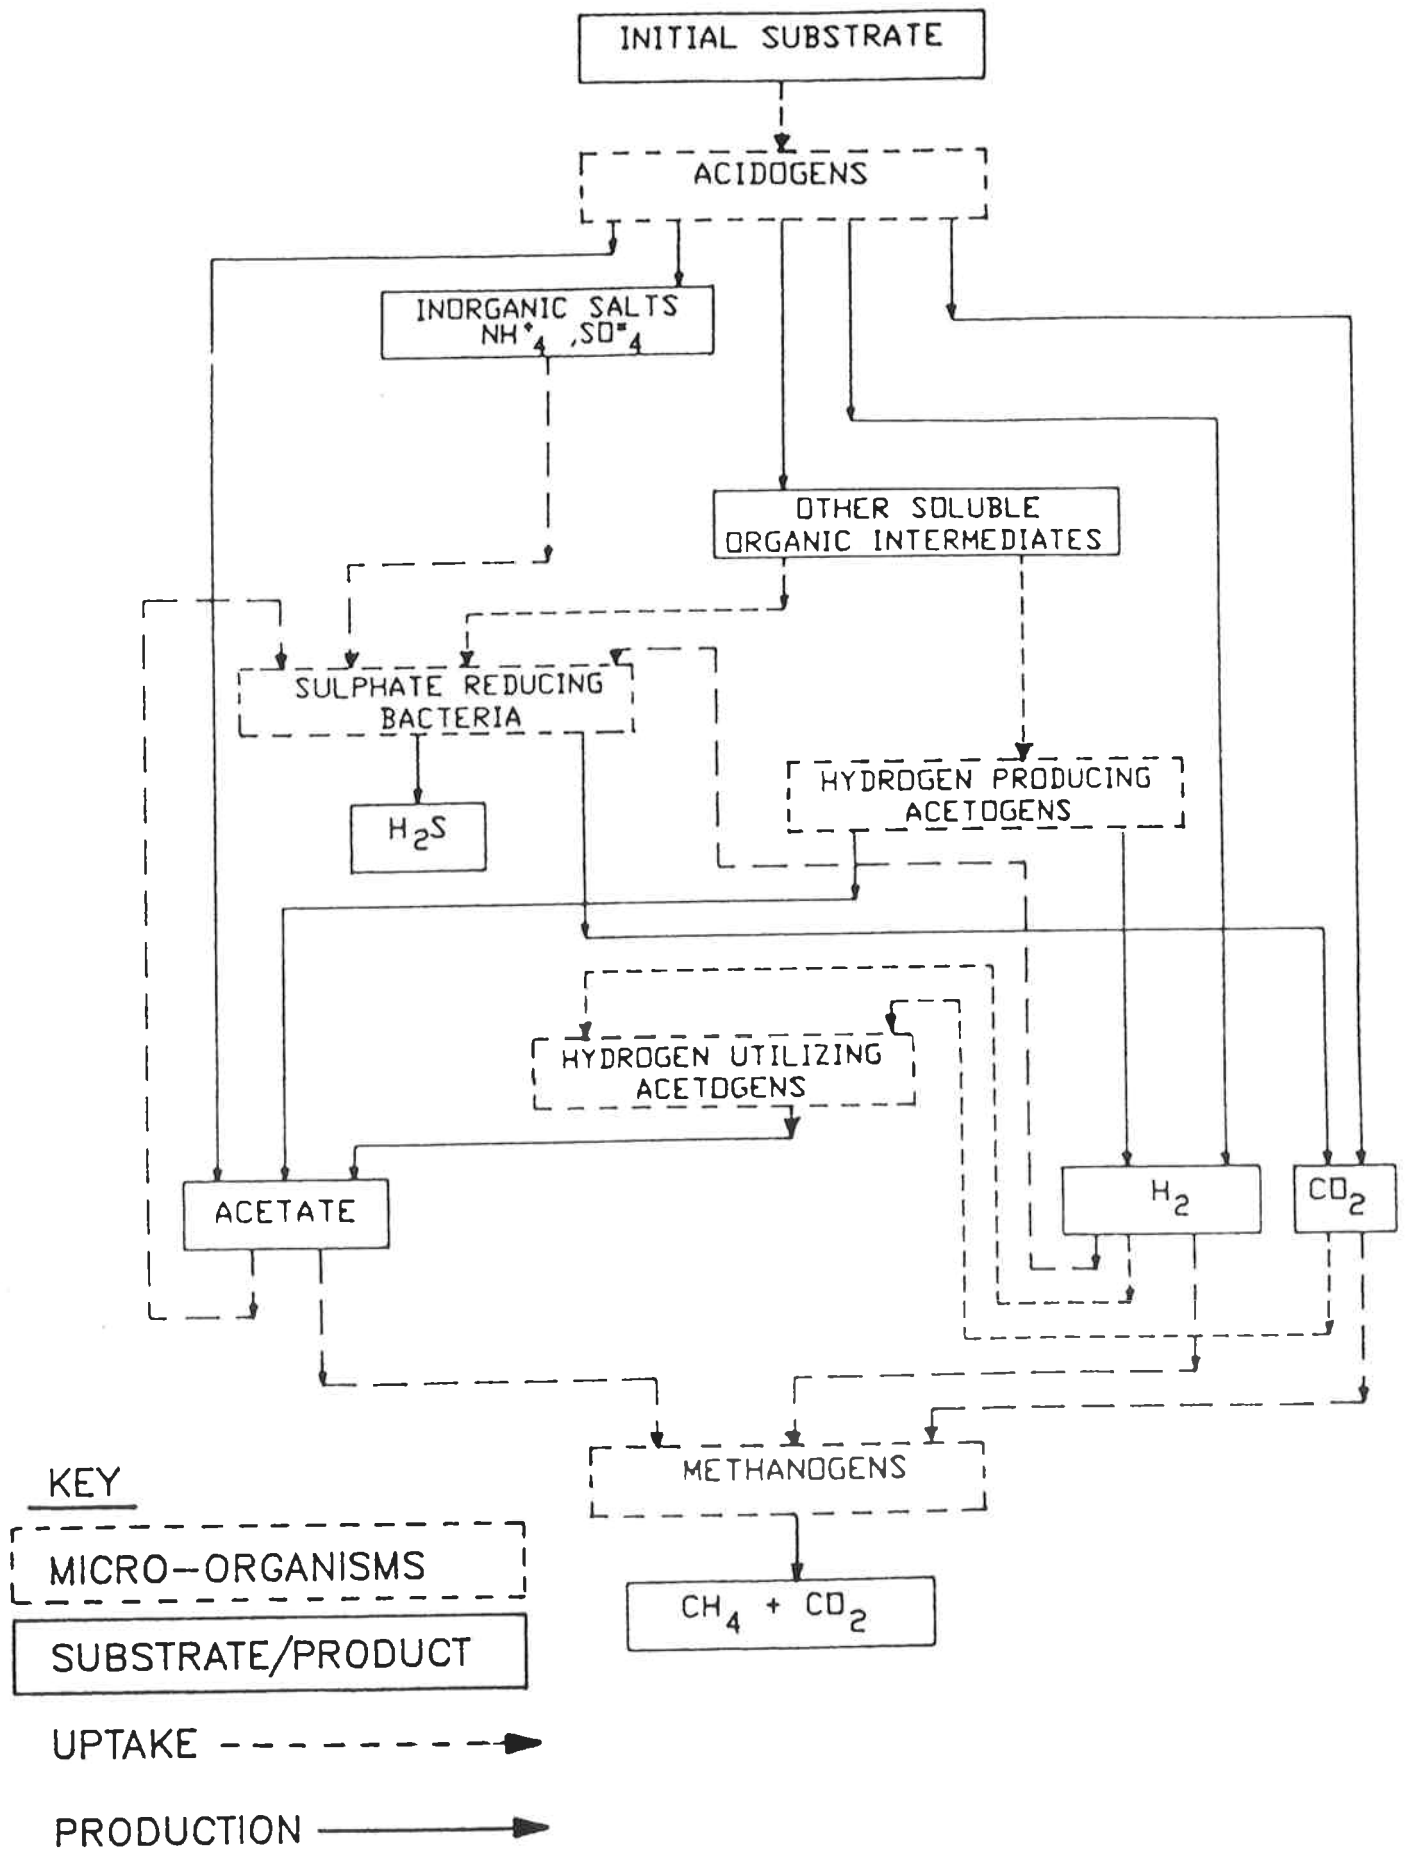 INITIAL SUBSTRATE
ACIDOGENS
INORGANIC SALTS
NH⁺₄ ,SO⁼₄
OTHER SOLUBLE
ORGANIC INTERMEDIATES
SULPHATE REDUCING
BACTERIA
HYDROGEN PRODUCING
ACETOGENS
H₂S
HYDROGEN UTILIZING
ACETOGENS
ACETATE
H₂
CO₂
METHANOGENS
CH₄ + CO₂
KEY
MICRO-ORGANISMS
SUBSTRATE/PRODUCT
UPTAKE
PRODUCTION